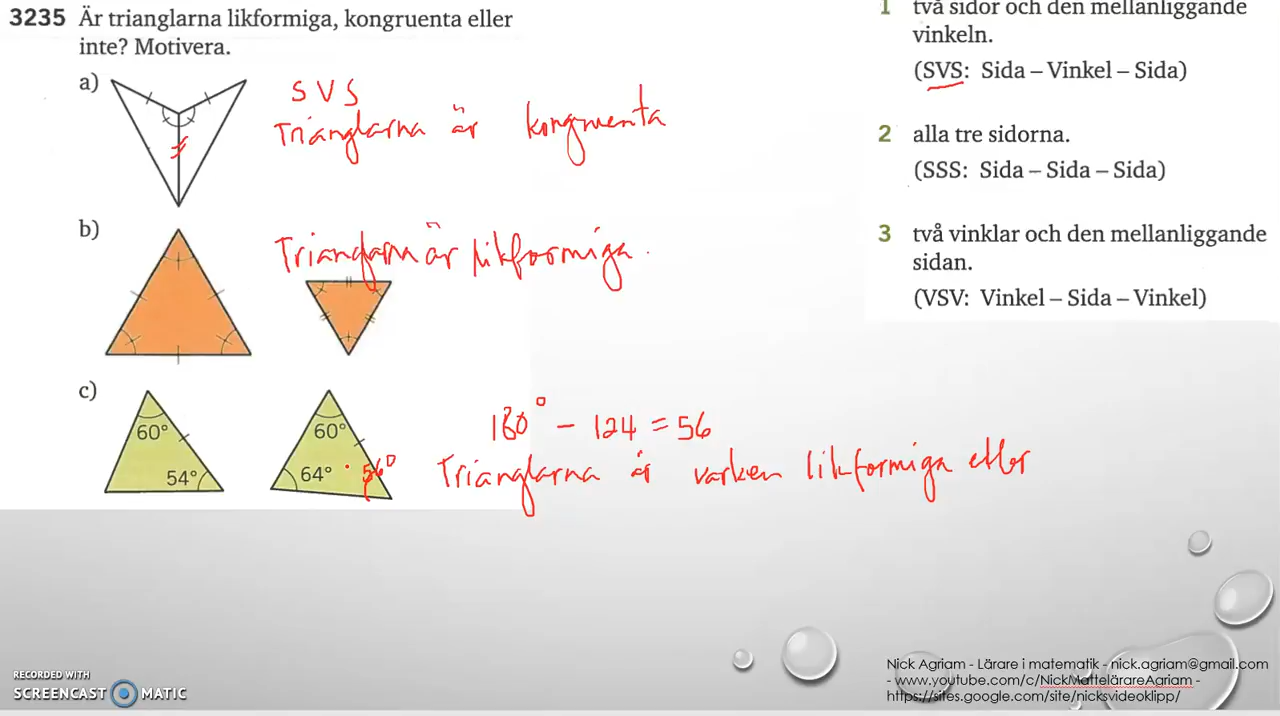 3235 Är trianglarna likformiga, kongruenta eller
inte? Motivera.
a)
SVS
Trianglarna är kongruenta
b)
Trianglarna är likformiga.
c)
60°
54°
60°
64°
56°
180° - 124 = 56
Trianglarna är varken likformiga eller
1 två sidor och den mellanliggande
vinkeln.
(SVS: Sida – Vinkel – Sida)
2 alla tre sidorna.
(SSS: Sida – Sida – Sida)
3 två vinklar och den mellanliggande
sidan.
(VSV: Vinkel – Sida – Vinkel)
RECORDED WITH
SCREENCAST MATIC
Nick Agriam - Lärare i matematik - nick.agriam@gmail.com
- www.youtube.com/c/NickMattelärareAgriam -
https://sites.google.com/site/nicksvideoklipp/